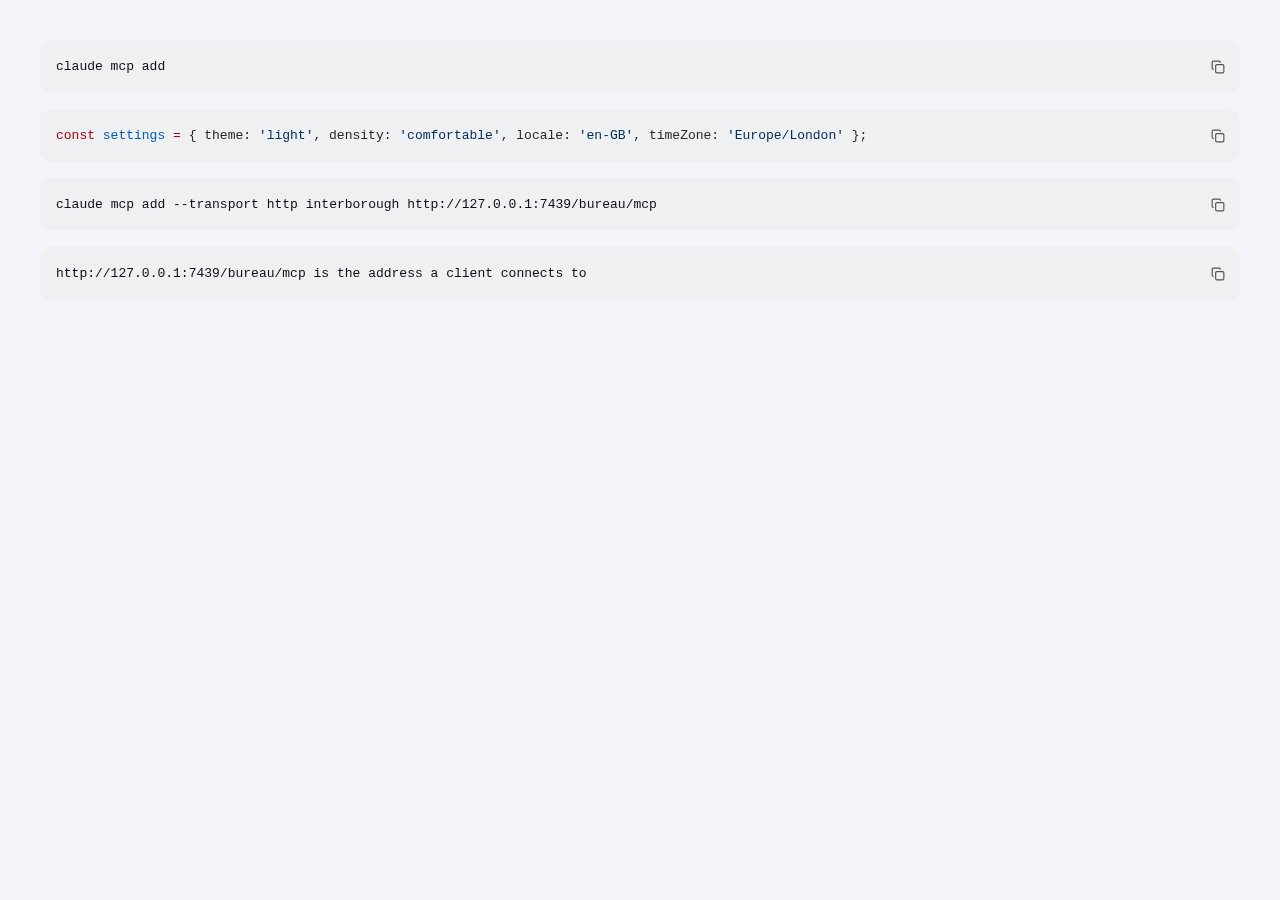 claude mcp add
const settings = { theme: 'light', density: 'comfortable', locale: 'en-GB', timeZone: 'Europe/London' };
claude mcp add --transport http interborough http://127.0.0.1:7439/bureau/mcp
http://127.0.0.1:7439/bureau/mcp is the address a client connects to